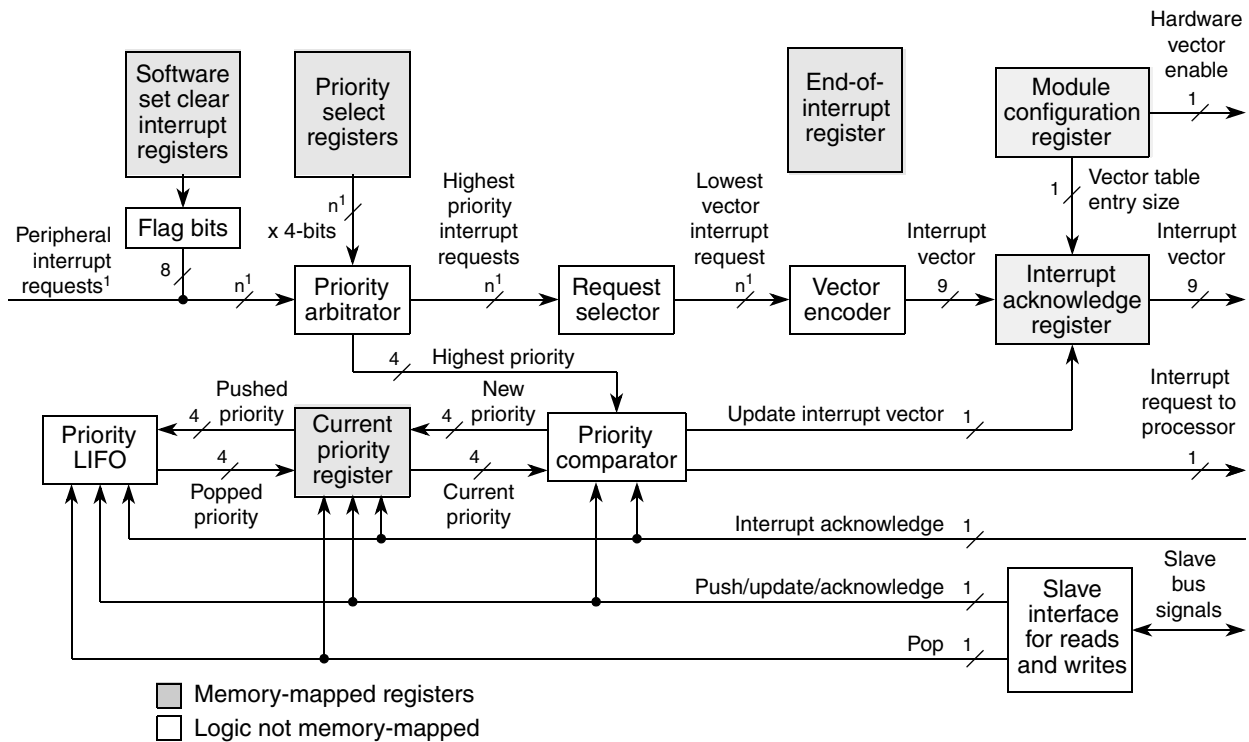 Hardware
vector
enable
1
Software
set clear
interrupt
registers
Priority
select
registers
End-of-
interrupt
register
Module
configuration
register
Flag bits
8
Peripheral
interrupt
requests¹
n¹
n¹
x 4-bits
Priority
arbitrator
Highest
priority
interrupt
requests
n¹
Request
selector
Lowest
vector
interrupt
request
n¹
Vector
encoder
Interrupt
vector
9
1
Vector table
entry size
Interrupt
acknowledge
register
Interrupt
vector
9
4
Highest priority
Priority
LIFO
Pushed
priority
4
4
Popped
priority
Current
priority
register
New
priority
4
4
Current
priority
Priority
comparator
Update interrupt vector
1
Interrupt
request to
processor
1
Interrupt acknowledge
1
Push/update/acknowledge
1
Pop
1
Slave
interface
for reads
and writes
Slave
bus
signals
Memory-mapped registers
Logic not memory-mapped